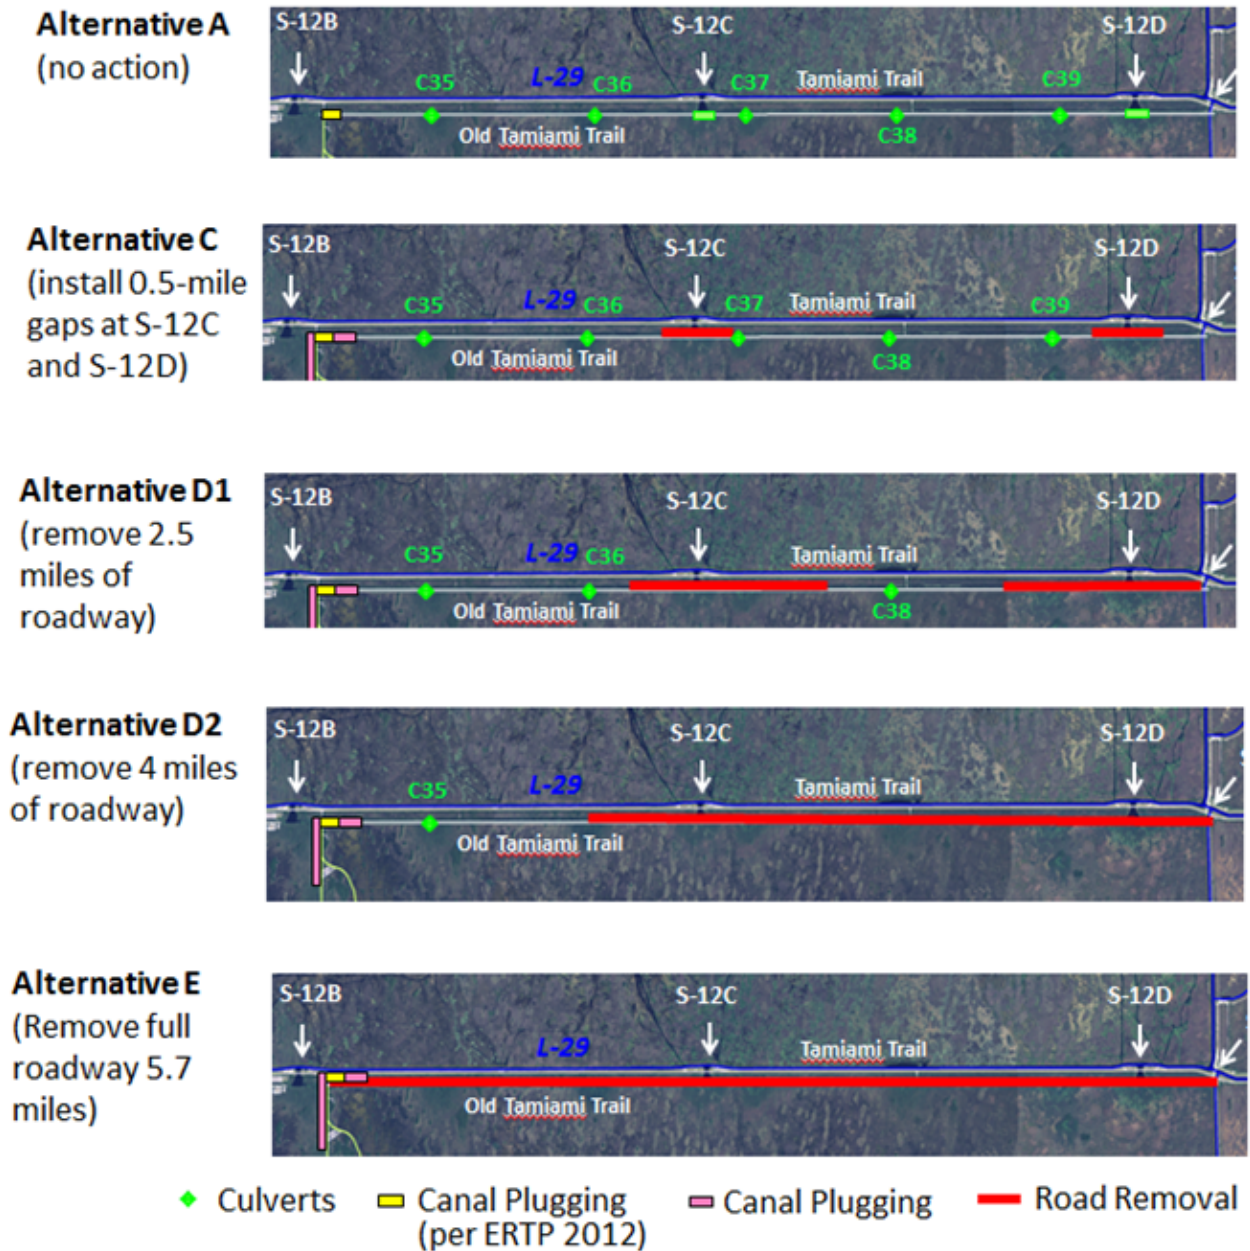 Alternative A
(no action)
S-12B
S-12C
S-12D
C35
L-29
C36
C37
Tamiami Trail
C39
Old Tamiami Trail
C38
Alternative C
(install 0.5-mile
gaps at S-12C
and S-12D)
S-12B
S-12C
S-12D
C35
L-29
C36
C37
Tamiami Trail
C39
Old Tamiami Trail
C38
Alternative D1
(remove 2.5
miles of
roadway)
S-12B
S-12C
S-12D
C35
L-29
C36
Tamiami Trail
Old Tamiami Trail
C38
Alternative D2
(remove 4 miles
of roadway)
S-12B
S-12C
S-12D
C35
L-29
Tamiami Trail
Old Tamiami Trail
Alternative E
(Remove full
roadway 5.7
miles)
S-12B
S-12C
S-12D
L-29
Tamiami Trail
Old Tamiami Trail
Culverts
Canal Plugging
(per ERTP 2012)
Canal Plugging
Road Removal